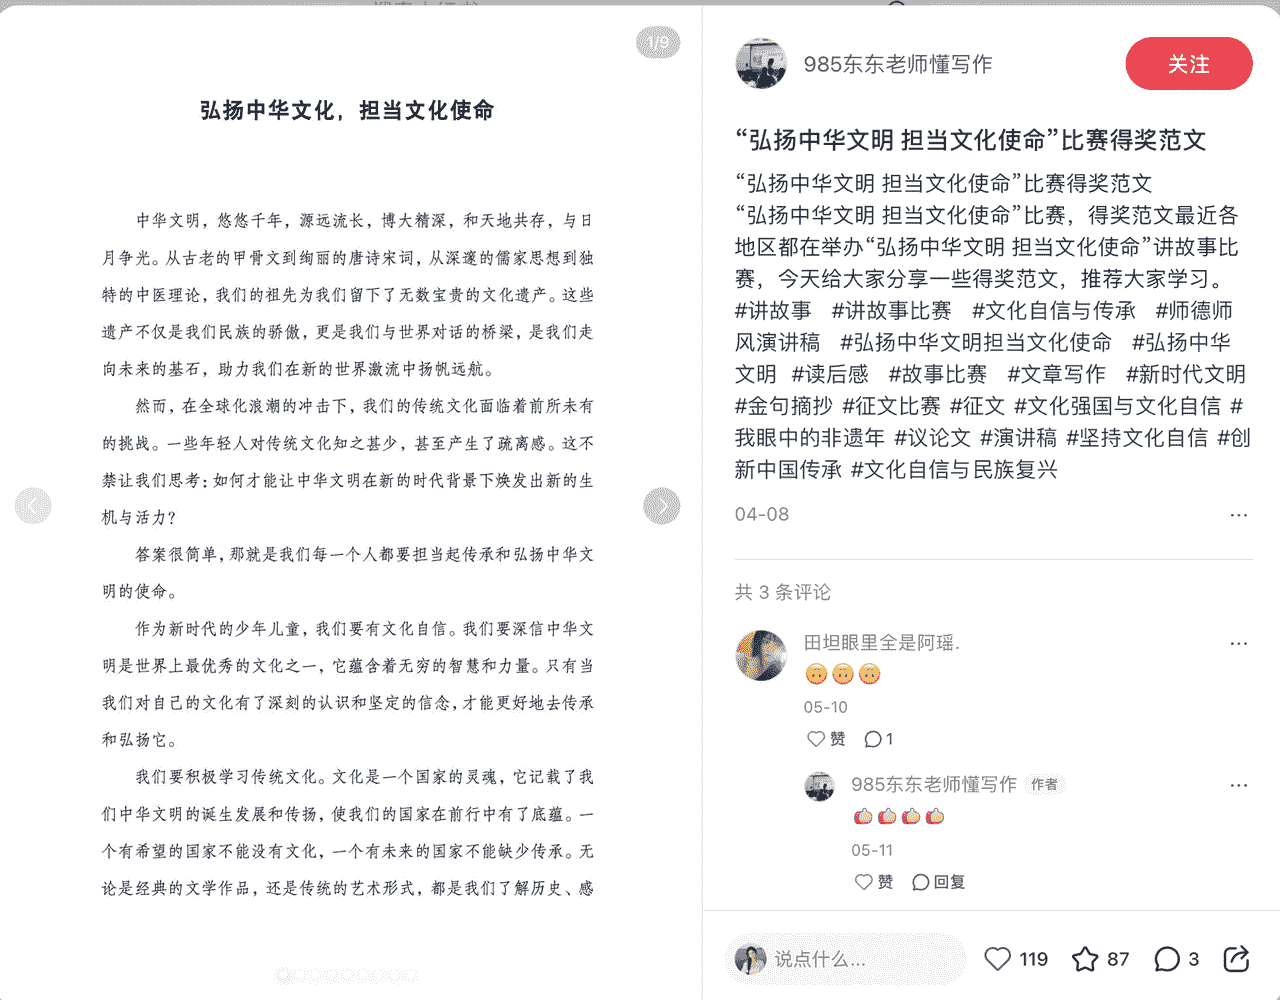 1/9
弘扬中华文化，担当文化使命
中华文明，悠悠千年，源远流长，博大精深，和天地共存，与日
月争光。从古老的甲骨文到绚丽的唐诗宋词，从深邃的儒家思想到独
特的中医理论，我们的祖先为我们留下了无数宝贵的文化遗产。这些
遗产不仅是我们民族的骄傲，更是我们与世界对话的桥梁，是我们走
向未来的基石，助力我们在新的世界激流中扬帆远航。
然而，在全球化浪潮的冲击下，我们的传统文化面临着前所未有
的挑战。一些年轻人对传统文化知之甚少，甚至产生了疏离感。这不
禁让我们思考：如何才能让中华文明在新的时代背景下焕发出新的生
机与活力？
答案很简单，那就是我们每一个人都要担当起传承和弘扬中华文
明的使命。
作为新时代的少年儿童，我们要有文化自信。我们要深信中华文
明是世界上最优秀的文化之一，它蕴含着无穷的智慧和力量。只有当
我们对自己的文化有了深刻的认识和坚定的信念，才能更好地去传承
和弘扬它。
我们要积极学习传统文化。文化是一个国家的灵魂，它记载了我
们中华文明的诞生发展和传扬，使我们的国家在前行中有了底蕴。一
个有希望的国家不能没有文化，一个有未来的国家不能缺少传承。无
论是经典的文学作品，还是传统的艺术形式，都是我们了解历史、感
985东东老师懂写作
关注
“弘扬中华文明 担当文化使命”比赛得奖范文
“弘扬中华文明 担当文化使命”比赛得奖范文
“弘扬中华文明 担当文化使命”比赛，得奖范文最近各
地区都在举办“弘扬中华文明 担当文化使命”讲故事比
赛，今天给大家分享一些得奖范文，推荐大家学习。
#讲故事 #讲故事比赛 #文化自信与传承 #师德师
风演讲稿 #弘扬中华文明担当文化使命 #弘扬中华
文明 #读后感 #故事比赛 #文章写作 #新时代文明
#金句摘抄 #征文比赛 #征文 #文化强国与文化自信 #
我眼中的非遗年 #议论文 #演讲稿 #坚持文化自信 #创
新中国传承 #文化自信与民族复兴
04-08
共 3 条评论
田坦眼里全是阿瑶.
🙃🙃🙃
05-10
赞 1
985东东老师懂写作 作者
👍👍👍👍
05-11
赞 回复
说点什么... 119 87 3